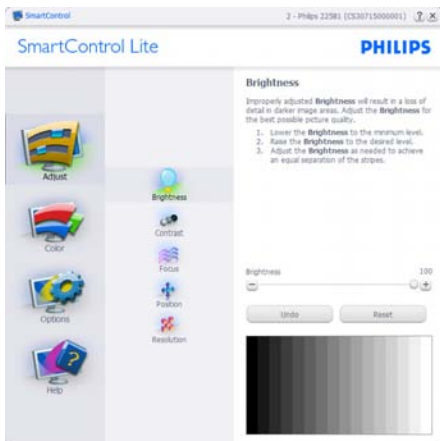 SmartControl
2 - Philips 225B1 (CS30715000001)
? X
SmartControl Lite
PHILIPS
Adjust
Color
Options
Help
Brightness
Contrast
Focus
Position
Resolution
Brightness
Improperly adjusted Brightness will result in a loss of
detail in darker image areas. Adjust the Brightness for
the best possible picture quality.
1. Lower the Brightness to the minimum level.
2. Raise the Brightness to the desired level.
3. Adjust the Brightness as needed to achieve
an equal separation of the stripes.
Brightness 100
Undo
Reset